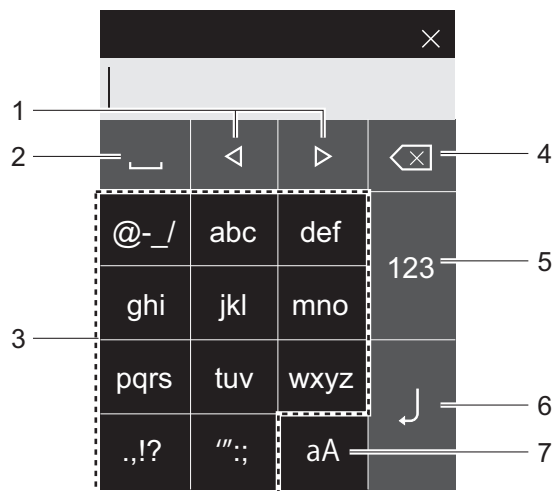 1
2
4
@-_/ abc def
123 5
ghi jkl mno
3
pqrs tuv wxyz
6
.,!? ‘“:; aA
7